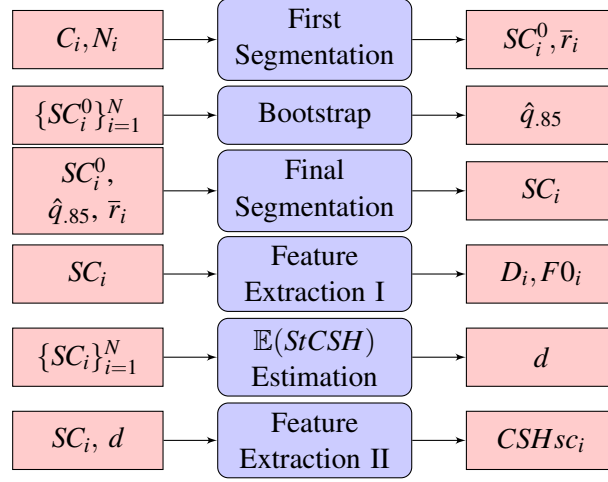 C_i, N_i
First
Segmentation
SC_i^0, r̄_i
{SC_i^0}_{i=1}^N
Bootstrap
q̂_{.85}
SC_i^0,
q̂_{.85}, r̄_i
Final
Segmentation
SC_i
SC_i
Feature
Extraction I
D_i, F0_i
{SC_i}_{i=1}^N
𝔼(StCSH)
Estimation
d
SC_i, d
Feature
Extraction II
CSHsc_i